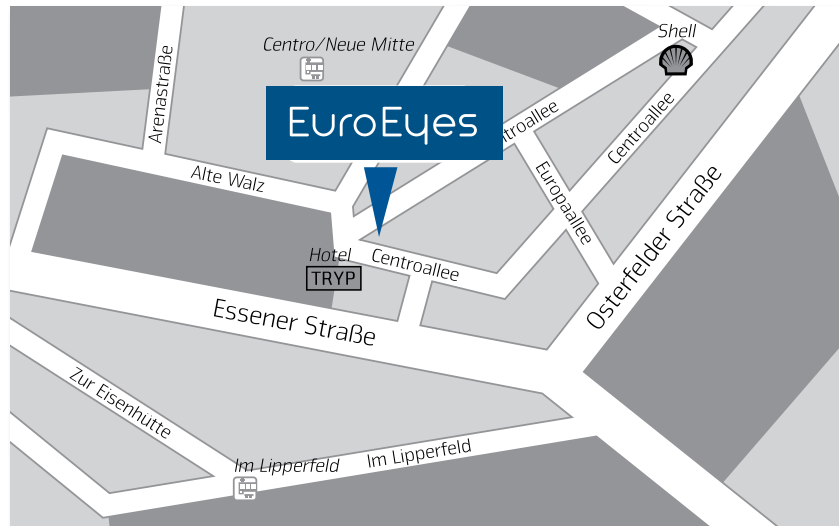 Shell
Centro/Neue Mitte
Arenastraße
EuroEyes
Centroallee
Alte Walz
Europaallee
Osterfelder Straße
Hotel
TRYP
Centroallee
Essener Straße
Zur Eisenhütte
Im Lipperfeld
Im Lipperfeld